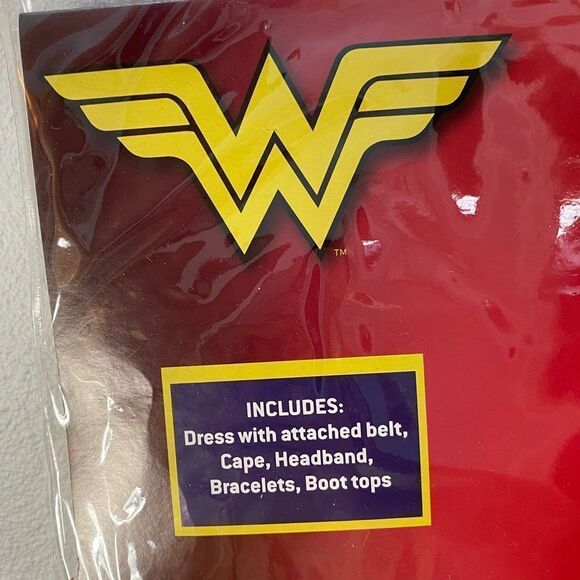 TM
INCLUDES:
Dress with attached belt,
Cape, Headband,
Bracelets, Boot tops